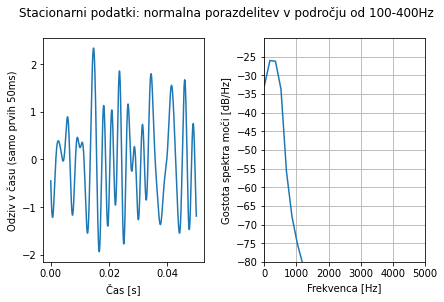 Stacionarni podatki: normalna porazdelitev v področju od 100-400Hz
Odziv v času (samo prvih 50ms)
2
1
0
−1
−2
0.00 0.02 0.04
Čas [s]
Gostota spektra moči [dB/Hz]
−25
−30
−35
−40
−45
−50
−55
−60
−65
−70
−75
−80
0 1000 2000 3000 4000 5000
Frekvenca [Hz]